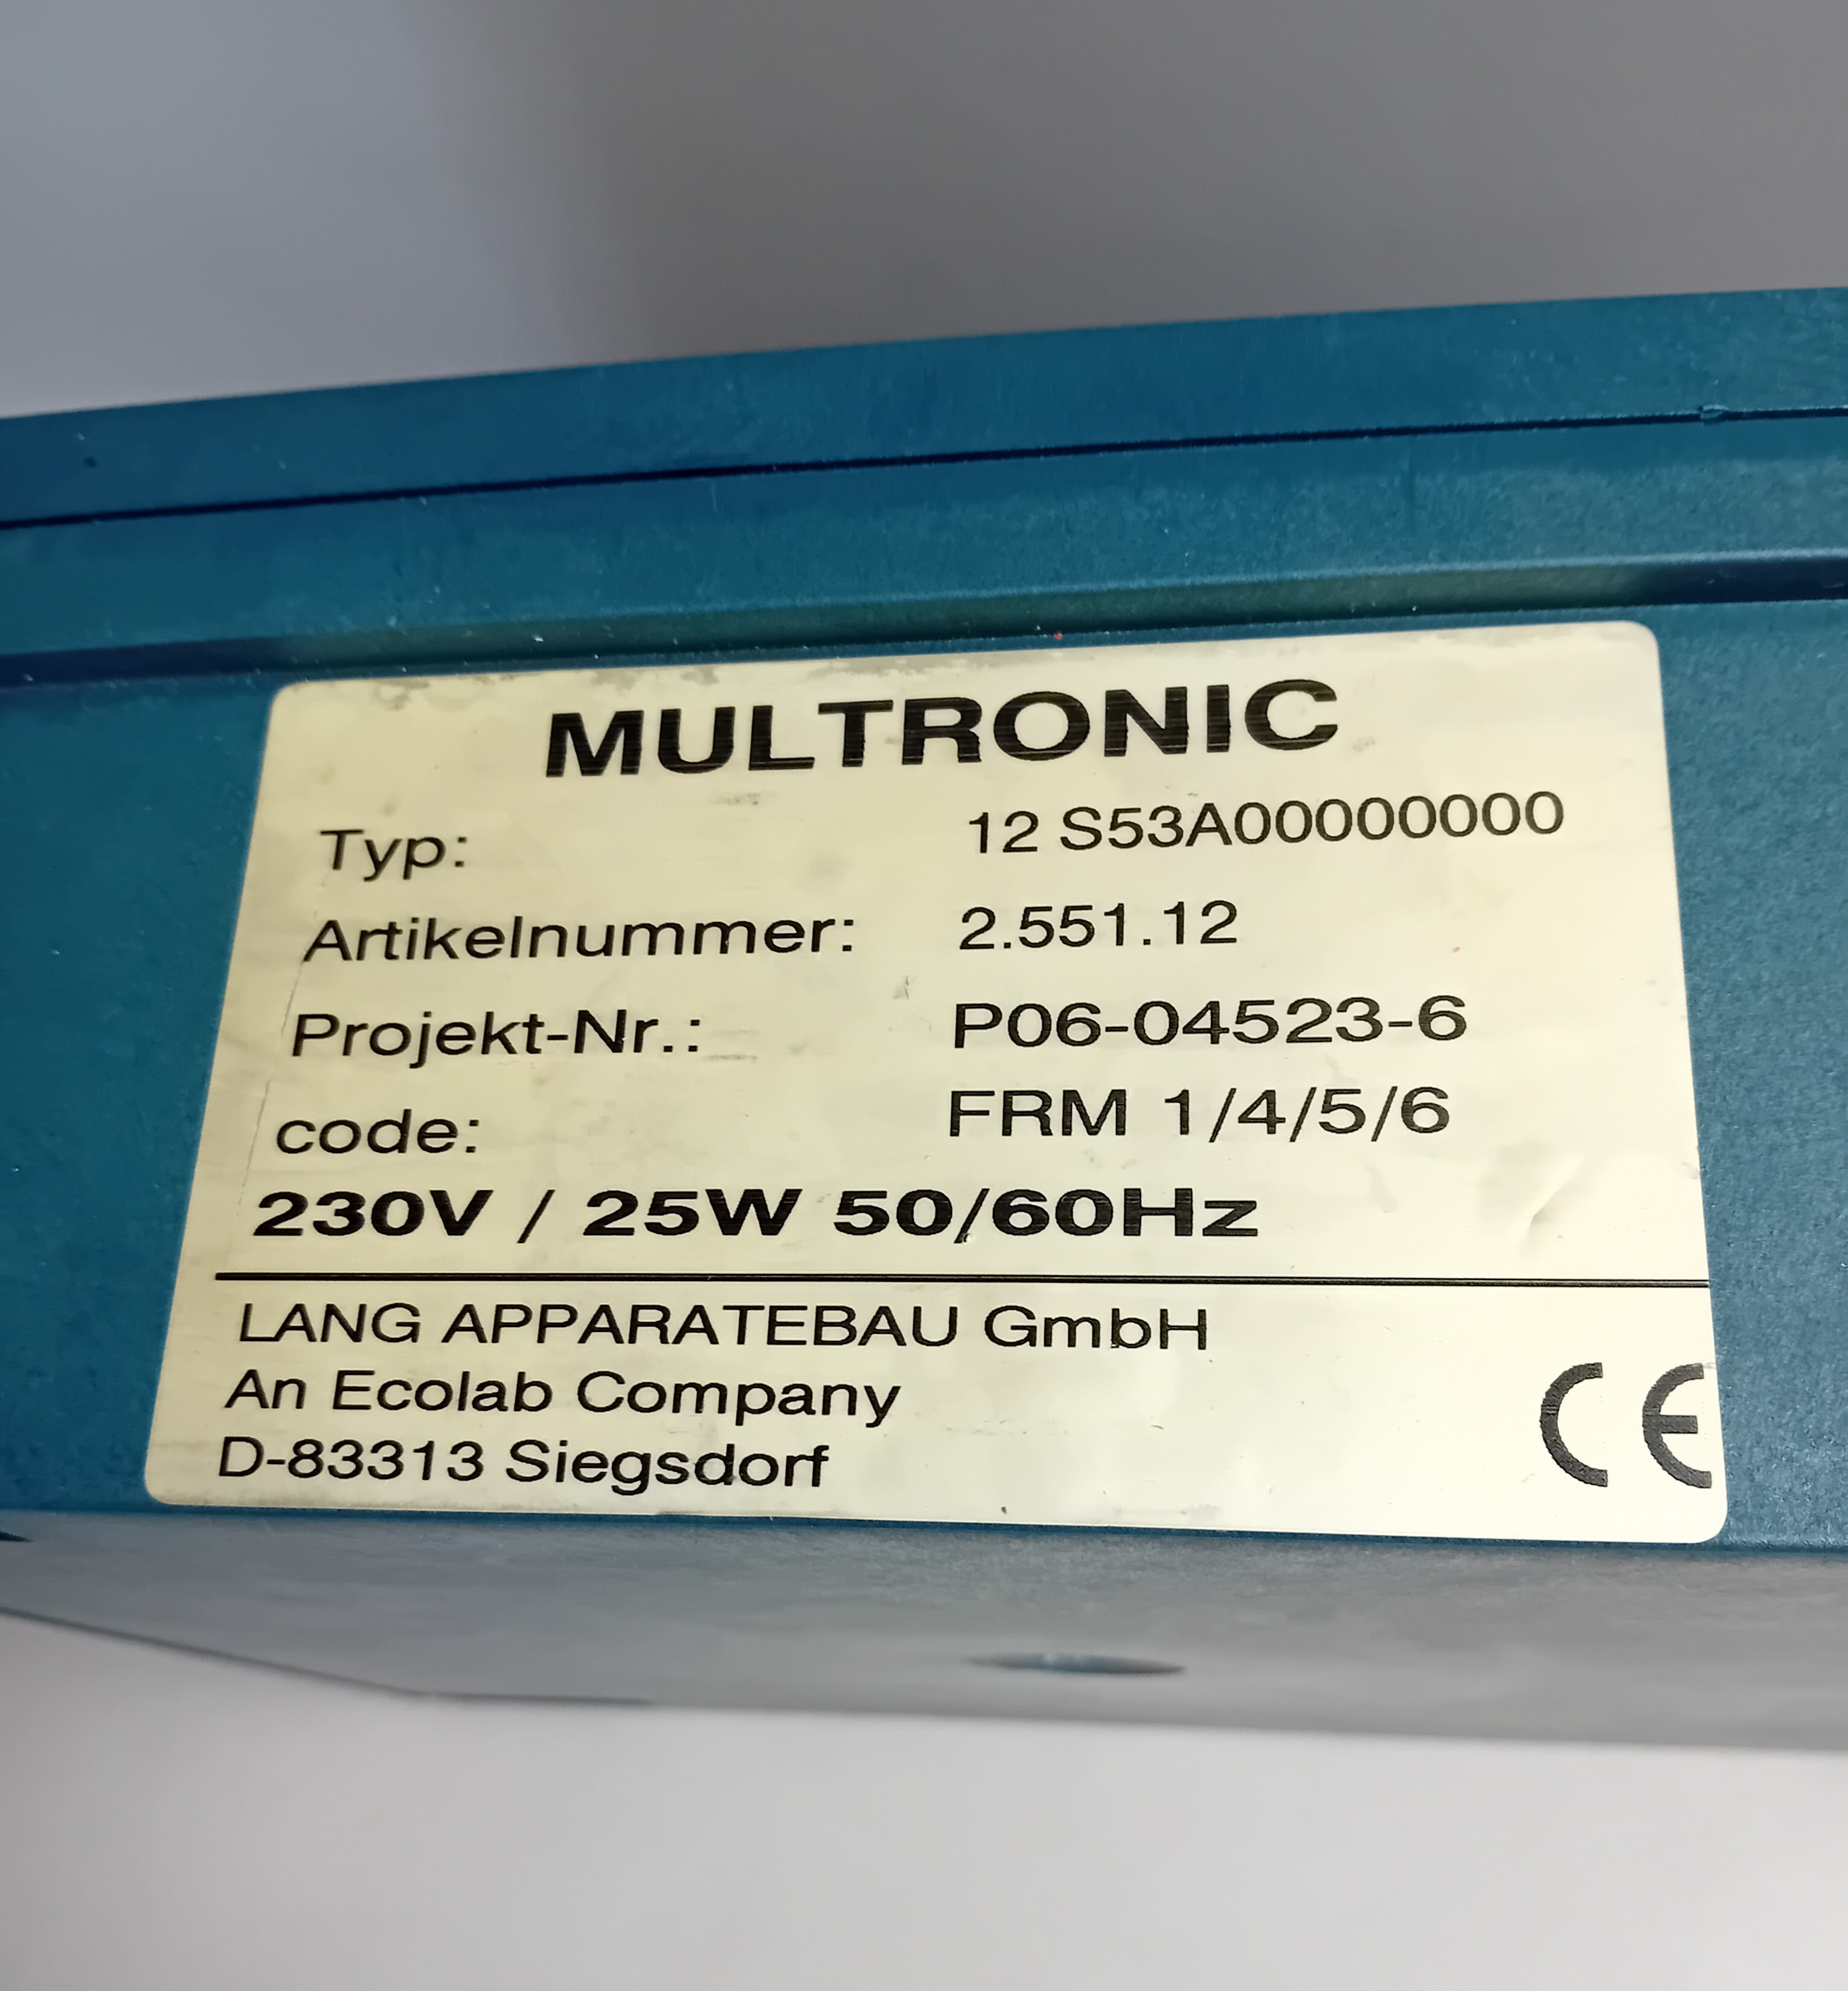 MULTRONIC
Typ: 12 S53A00000000
Artikelnummer: 2.551.12
Projekt-Nr.: P06-04523-6
code: FRM 1/4/5/6
230V / 25W 50/60Hz
LANG APPARATEBAU GmbH
An Ecolab Company
D-83313 Siegsdorf
CE